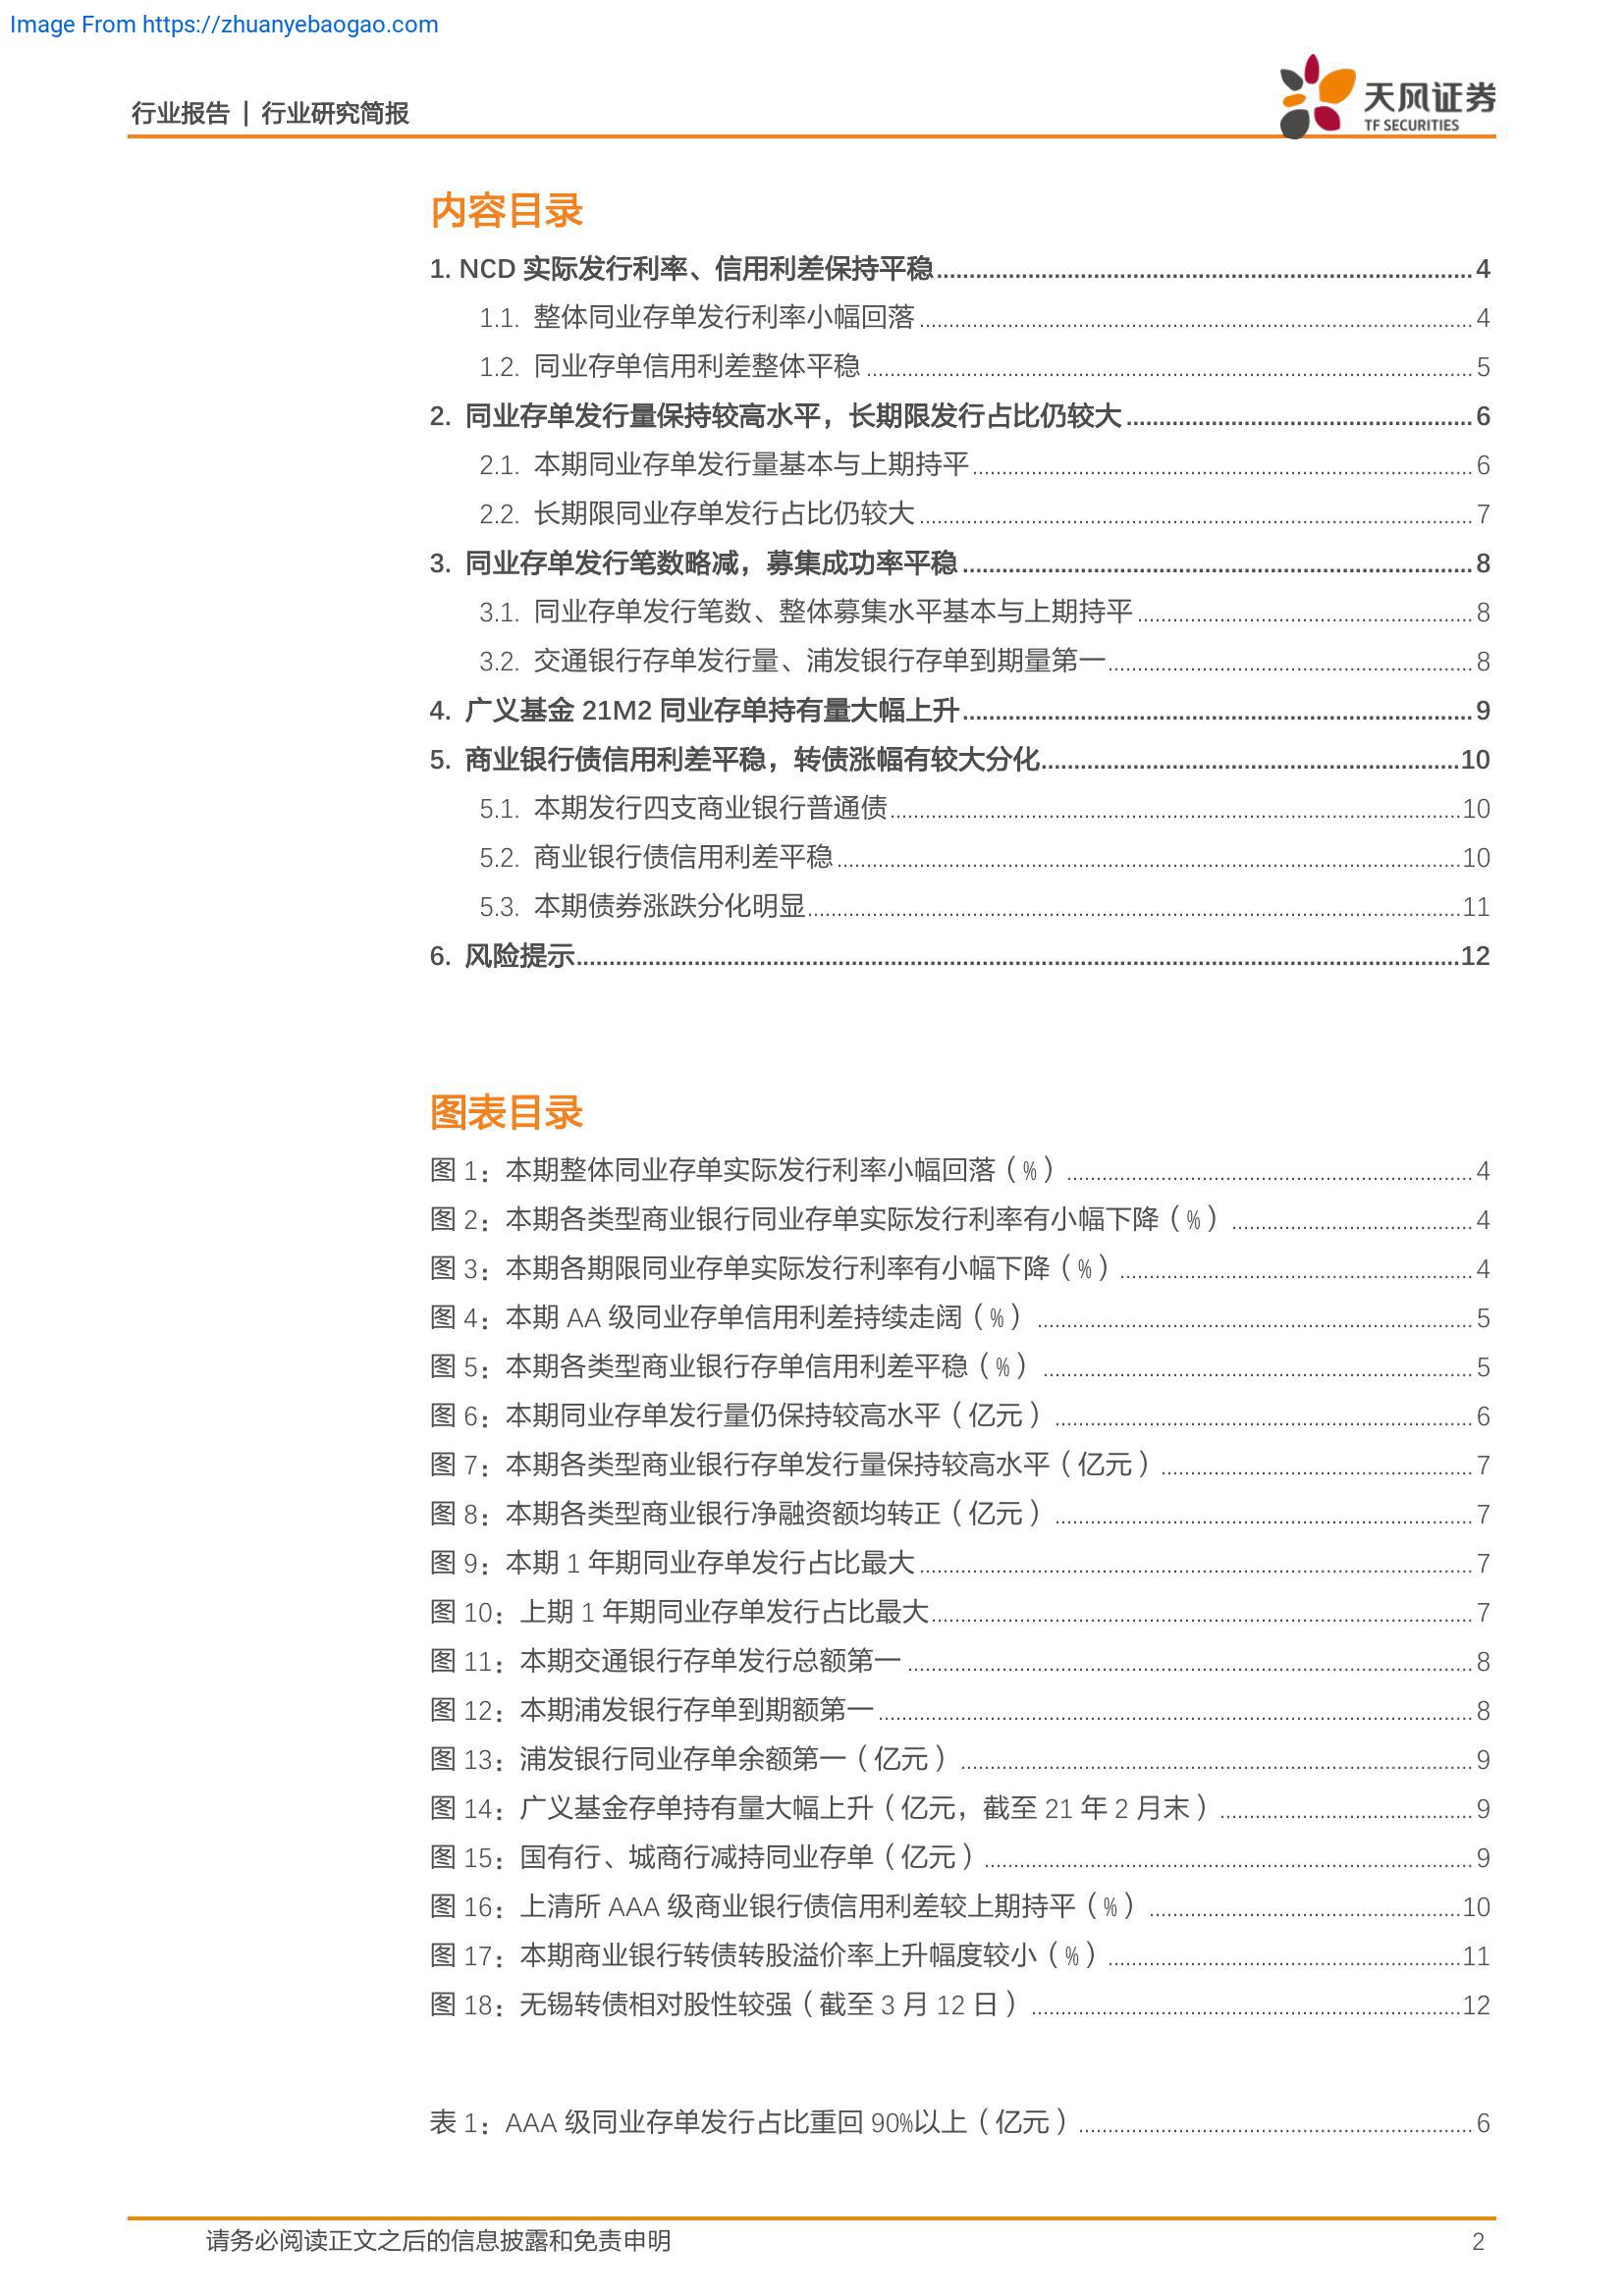 Image From https://zhuanyebaogao.com
行业报告 | 行业研究简报
天风证券
TF SECURITIES
内容目录
1. NCD 实际发行利率、信用利差保持平稳 4
1.1. 整体同业存单发行利率小幅回落 4
1.2. 同业存单信用利差整体平稳 5
2. 同业存单发行量保持较高水平，长期限发行占比仍较大 6
2.1. 本期同业存单发行量基本与上期持平 6
2.2. 长期限同业存单发行占比仍较大 7
3. 同业存单发行笔数略减，募集成功率平稳 8
3.1. 同业存单发行笔数、整体募集水平基本与上期持平 8
3.2. 交通银行存单发行量、浦发银行存单到期量第一 8
4. 广义基金 21M2 同业存单持有量大幅上升 9
5. 商业银行债信用利差平稳，转债涨幅有较大分化 10
5.1. 本期发行四支商业银行普通债 10
5.2. 商业银行债信用利差平稳 10
5.3. 本期债券涨跌分化明显 11
6. 风险提示 12
图表目录
图 1：本期整体同业存单实际发行利率小幅回落（%） 4
图 2：本期各类型商业银行同业存单实际发行利率有小幅下降（%） 4
图 3：本期各期限同业存单实际发行利率有小幅下降（%） 4
图 4：本期 AA 级同业存单信用利差持续走阔（%） 5
图 5：本期各类型商业银行存单信用利差平稳（%） 5
图 6：本期同业存单发行量仍保持较高水平（亿元） 6
图 7：本期各类型商业银行存单发行量保持较高水平（亿元） 7
图 8：本期各类型商业银行净融资额均转正（亿元） 7
图 9：本期 1 年期同业存单发行占比最大 7
图 10：上期 1 年期同业存单发行占比最大 7
图 11：本期交通银行存单发行总额第一 8
图 12：本期浦发银行存单到期额第一 8
图 13：浦发银行同业存单余额第一（亿元） 9
图 14：广义基金存单持有量大幅上升（亿元，截至 21 年 2 月末） 9
图 15：国有行、城商行减持同业存单（亿元） 9
图 16：上清所 AAA 级商业银行债信用利差较上期持平（%） 10
图 17：本期商业银行转债转股溢价率上升幅度较小（%） 11
图 18：无锡转债相对股性较强（截至 3 月 12 日） 12
表 1：AAA 级同业存单发行占比重回 90%以上（亿元） 6
请务必阅读正文之后的信息披露和免责申明 2